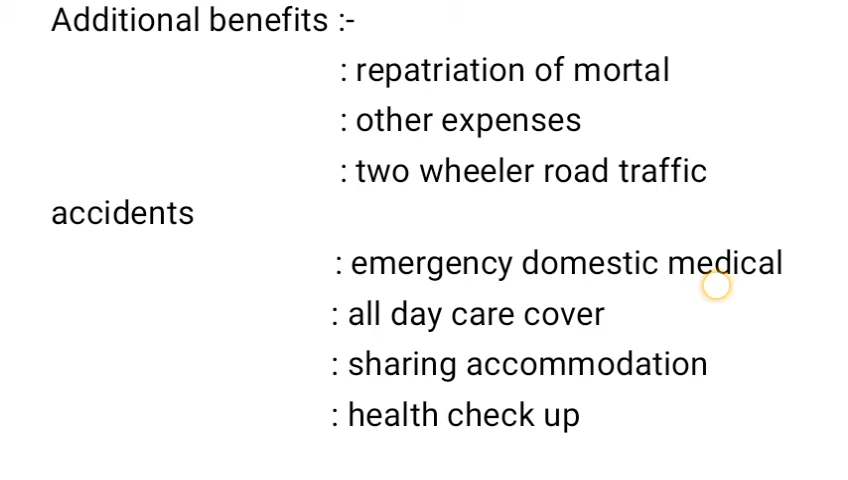 Additional benefits :-
: repatriation of mortal
: other expenses
: two wheeler road traffic
accidents
: emergency domestic medical
: all day care cover
: sharing accommodation
: health check up